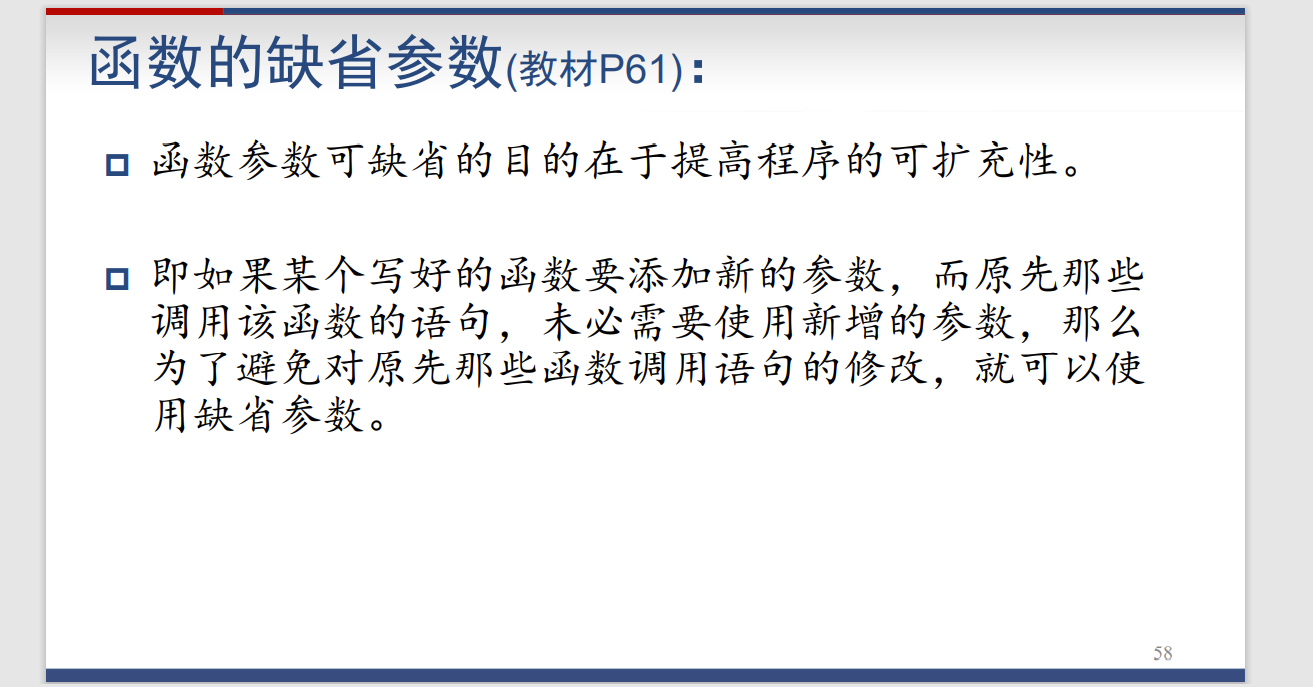 函数的缺省参数(教材P61)：
函数参数可缺省的目的在于提高程序的可扩充性。
即如果某个写好的函数要添加新的参数，而原先那些
调用该函数的语句，未必需要使用新增的参数，那么
为了避免对原先那些函数调用语句的修改，就可以使
用缺省参数。
58